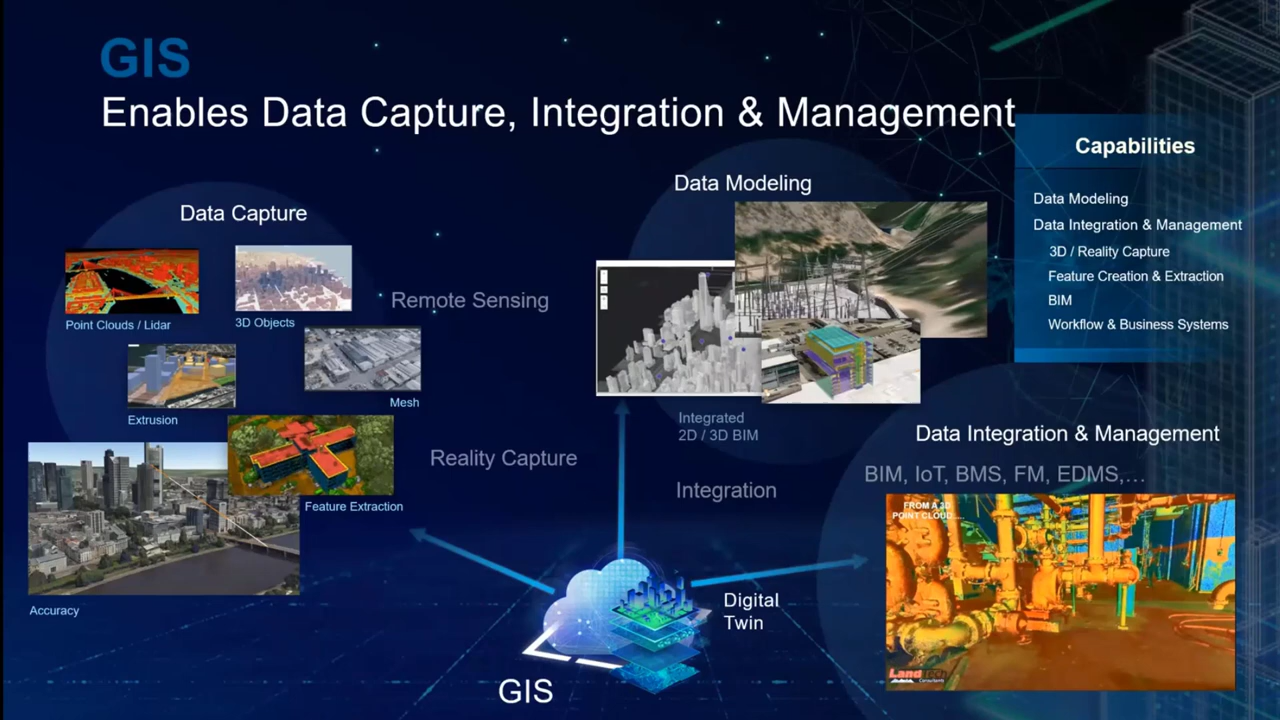 GIS
Enables Data Capture, Integration & Management
Capabilities
Data Modeling
Data Integration & Management
3D / Reality Capture
Feature Creation & Extraction
BIM
Workflow & Business Systems
Data Capture
Point Clouds / Lidar
3D Objects
Remote Sensing
Extrusion
Mesh
Reality Capture
Feature Extraction
Accuracy
Data Modeling
Integrated
2D / 3D BIM
Integration
Data Integration & Management
BIM, IoT, BMS, FM, EDMS,...
FROM A 3D
POINT CLOUD....
LandTech
Consultants
Digital
Twin
GIS